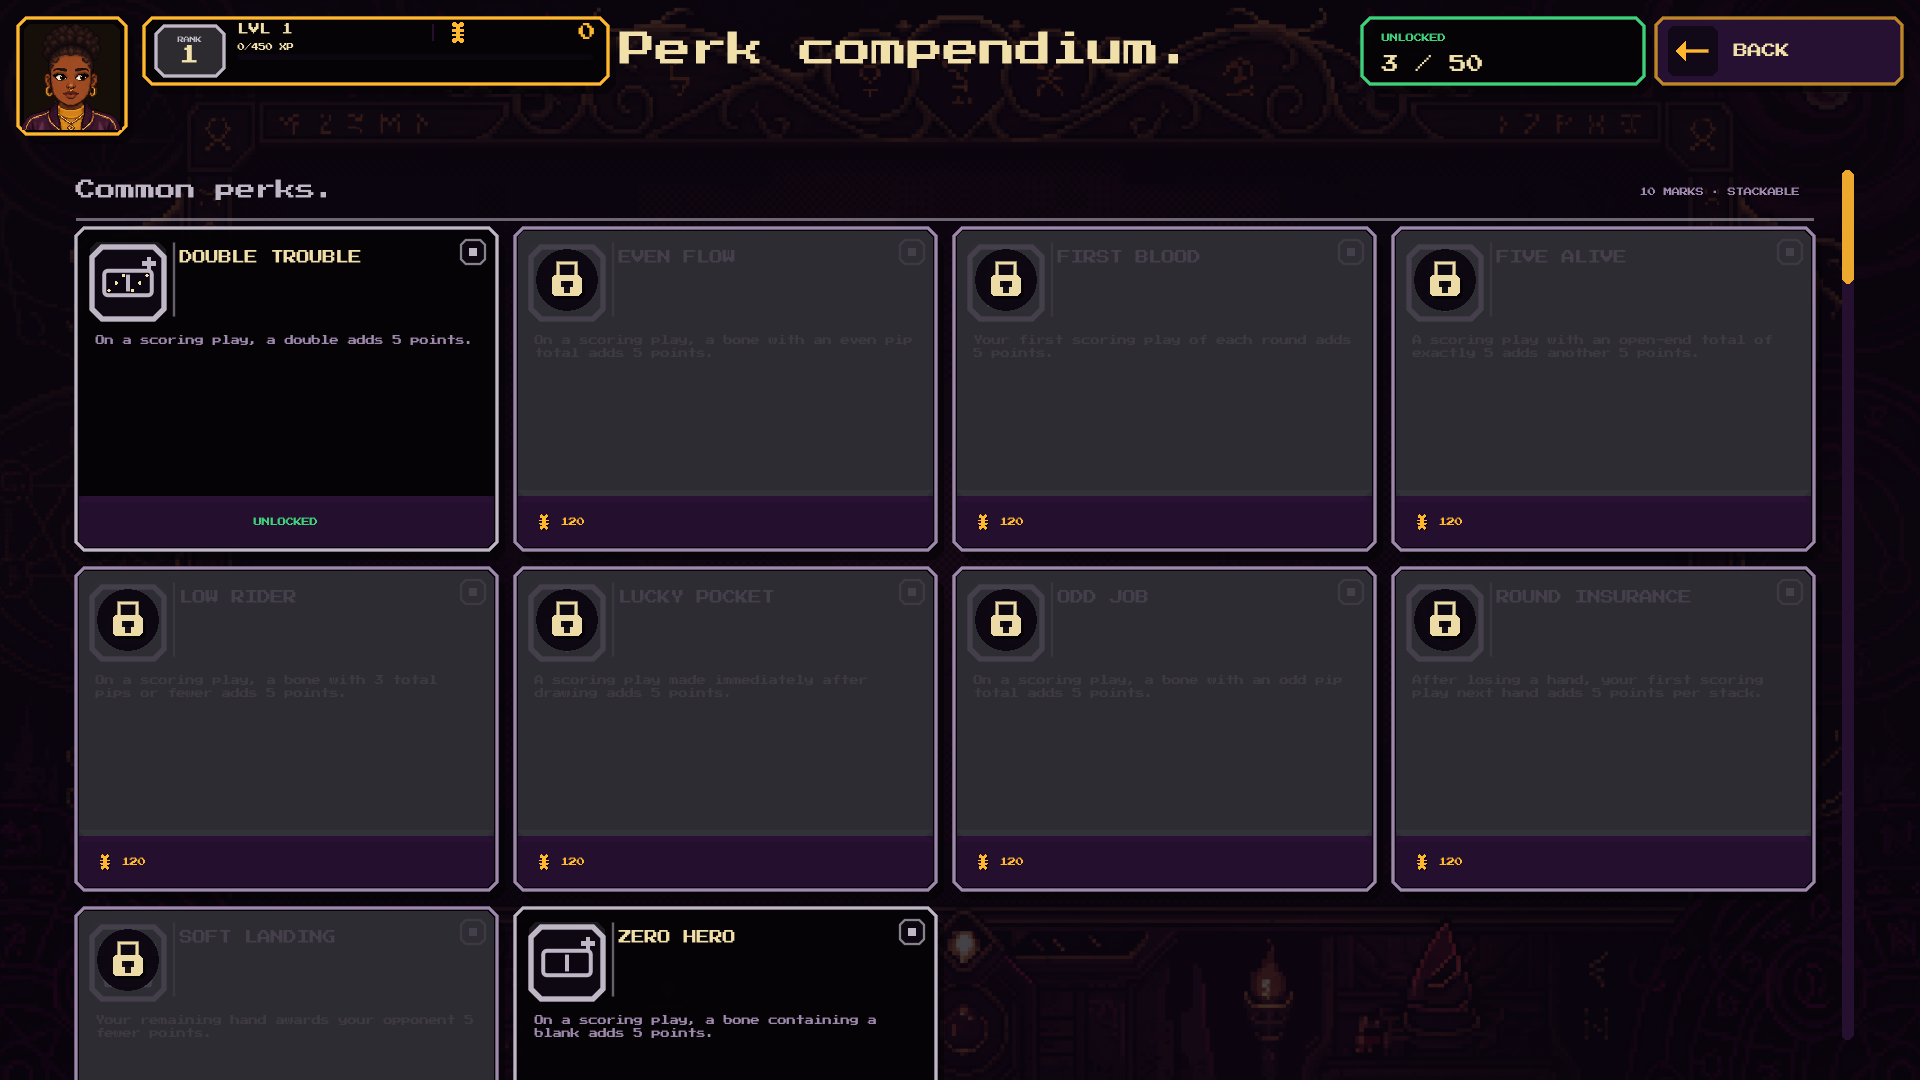 RANK
1
LVL 1
0/450 XP
0
Perk compendium.
UNLOCKED
3 / 50
BACK
Common perks.
10 MARKS · STACKABLE
DOUBLE TROUBLE
On a scoring play, a double adds 5 points.
UNLOCKED
EVEN FLOW
On a scoring play, a bone with an even pip
total adds 5 points.
120
FIRST BLOOD
Your first scoring play of each round adds
5 points.
120
FIVE ALIVE
A scoring play with an open-end total of
exactly 5 adds another 5 points.
120
LOW RIDER
On a scoring play, a bone with 3 total
pips or fewer adds 5 points.
120
LUCKY POCKET
A scoring play made immediately after
drawing adds 5 points.
120
ODD JOB
On a scoring play, a bone with an odd pip
total adds 5 points.
120
ROUND INSURANCE
After losing a hand, your first scoring
play next hand adds 5 points per stack.
120
SOFT LANDING
Your remaining hand awards your opponent 5
fewer points.
ZERO HERO
On a scoring play, a bone containing a
blank adds 5 points.